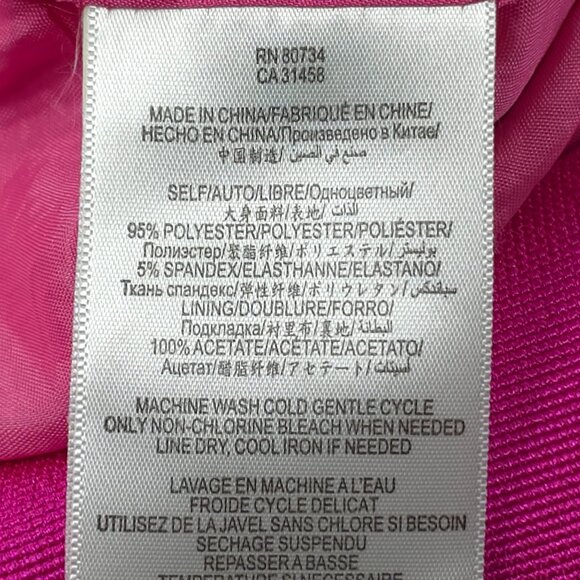 RN 80734
CA 31458
MADE IN CHINA/FABRIQUÉ EN CHINE/
HECHO EN CHINA/Произведено в Китае/
中国制造/ صنع في الصين/
SELF/AUTO/LIBRE/Одноцветный/
大身面料/表地/ الذات/
95% POLYESTER/POLYESTER/POLIÉSTER/
Полиэстер/聚酯纤维/ポリエステル/بوليستر
5% SPANDEX/ELASTHANNE/ELASTANO/
Ткань спандекс/弹性纤维/ポリウレタン/سباندكس
LINING/DOUBLURE/FORRO/
Подкладка/衬里布/裏地/البطانة/
100% ACETATE/ACÉTATE/ACETATO/
Ацетат/醋酯纤维/アセテート/
MACHINE WASH COLD GENTLE CYCLE
ONLY NON-CHLORINE BLEACH WHEN NEEDED
LINE DRY, COOL IRON IF NEEDED
LAVAGE EN MACHINE A L'EAU
FROIDE CYCLE DELICAT
UTILISEZ DE LA JAVEL SANS CHLORE SI BESOIN
SECHAGE SUSPENDU
REPASSER A BASSE
TEMPERATURE SI NECESSAIRE